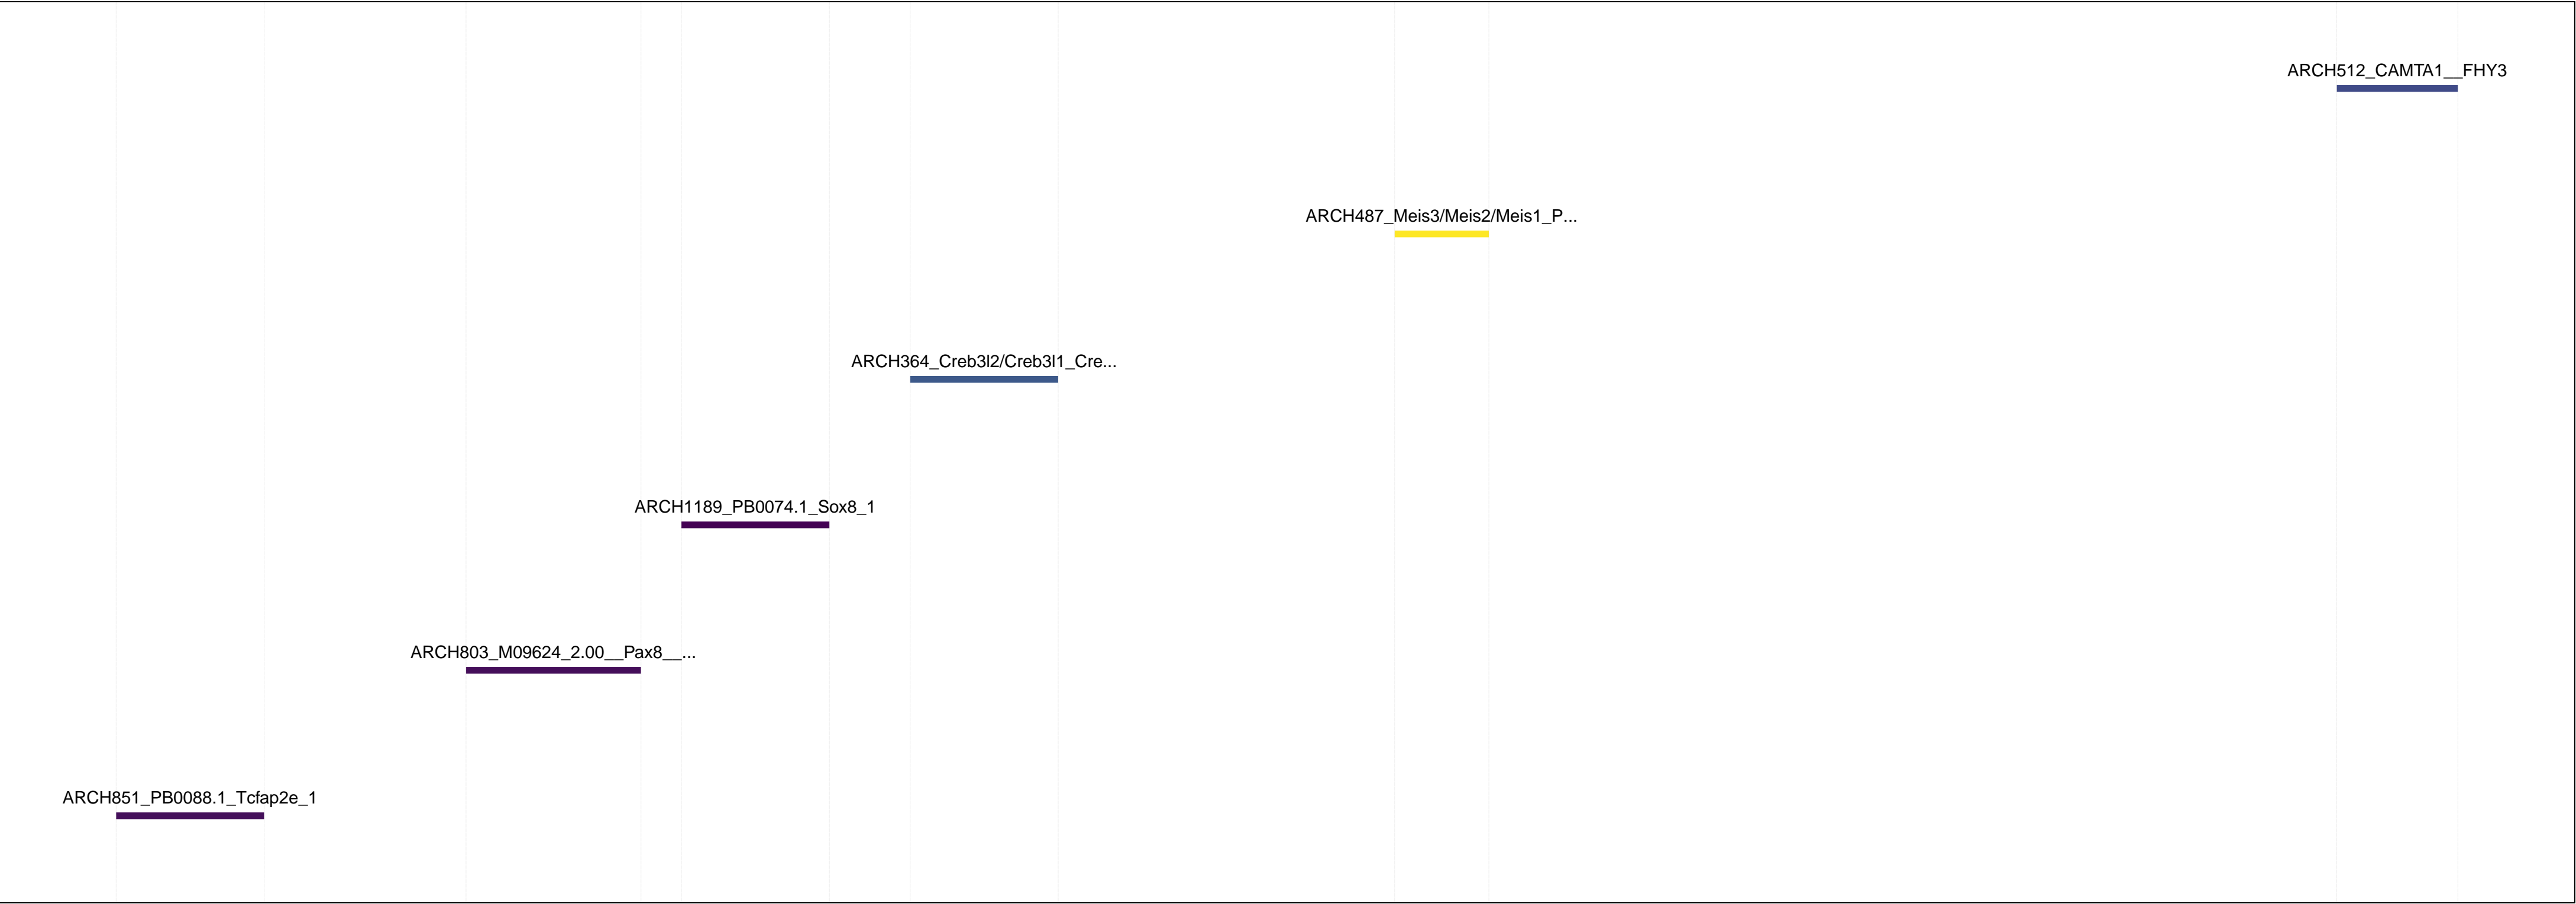 ARCH512_CAMTA1__FHY3
ARCH487_Meis3/Meis2/Meis1_P...
ARCH364_Creb3l2/Creb3l1_Cre...
ARCH1189_PB0074.1_Sox8_1
ARCH803_M09624_2.00__Pax8__...
ARCH851_PB0088.1_Tcfap2e_1